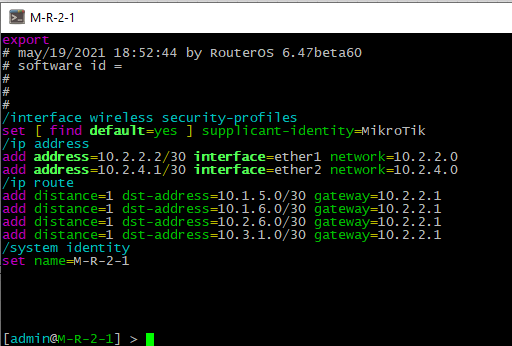 M-R-2-1
export
# may/19/2021 18:52:44 by RouterOS 6.47beta60
# software id =
#
#
#
/interface wireless security-profiles
set [ find default=yes ] supplicant-identity=MikroTik
/ip address
add address=10.2.2.2/30 interface=ether1 network=10.2.2.0
add address=10.2.4.1/30 interface=ether2 network=10.2.4.0
/ip route
add distance=1 dst-address=10.1.5.0/30 gateway=10.2.2.1
add distance=1 dst-address=10.1.6.0/30 gateway=10.2.2.1
add distance=1 dst-address=10.2.6.0/30 gateway=10.2.2.1
add distance=1 dst-address=10.3.1.0/30 gateway=10.2.2.1
/system identity
set name=M-R-2-1
[admin@M-R-2-1] >